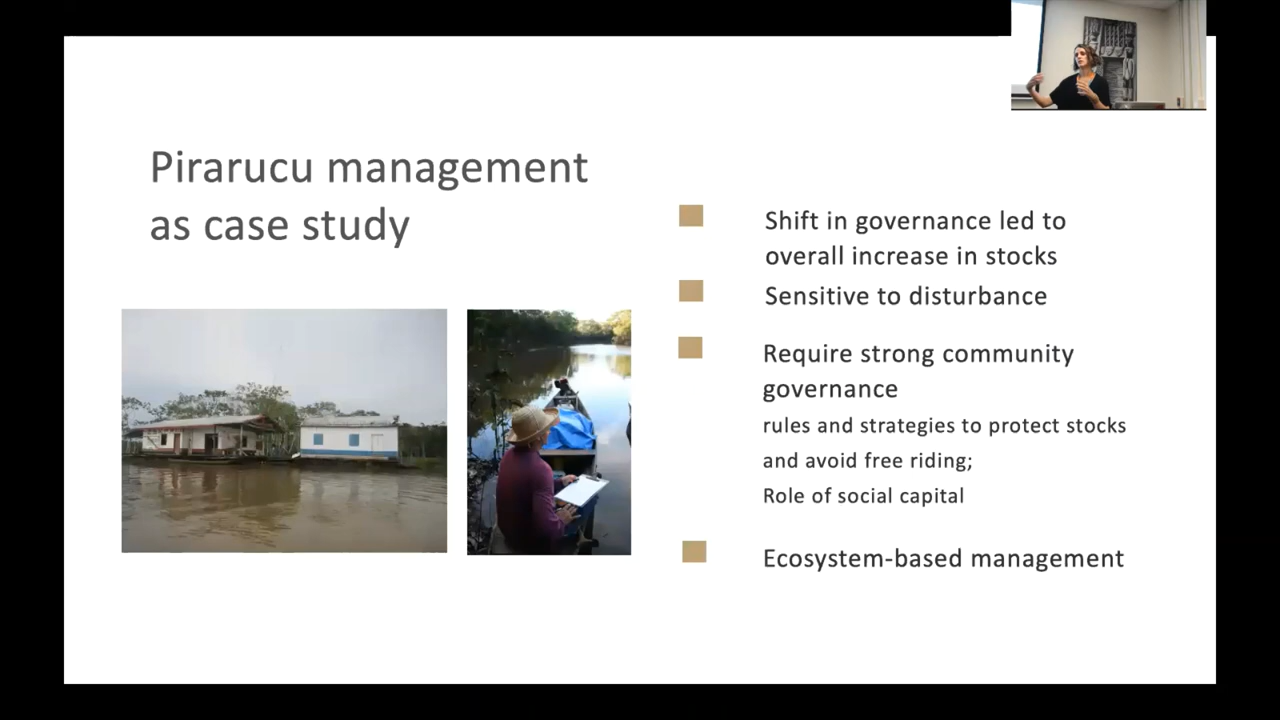 Pirarucu management
as case study
Shift in governance led to
overall increase in stocks
Sensitive to disturbance
Require strong community
governance
rules and strategies to protect stocks
and avoid free riding;
Role of social capital
Ecosystem-based management